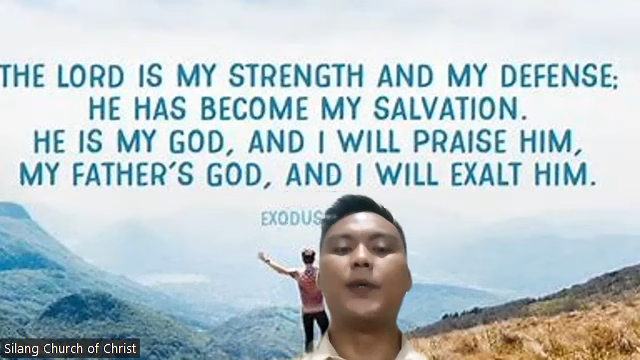 THE LORD IS MY STRENGTH AND MY DEFENSE;
HE HAS BECOME MY SALVATION.
HE IS MY GOD, AND I WILL PRAISE HIM,
MY FATHER'S GOD, AND I WILL EXALT HIM.
EXODUS
Silang Church of Christ